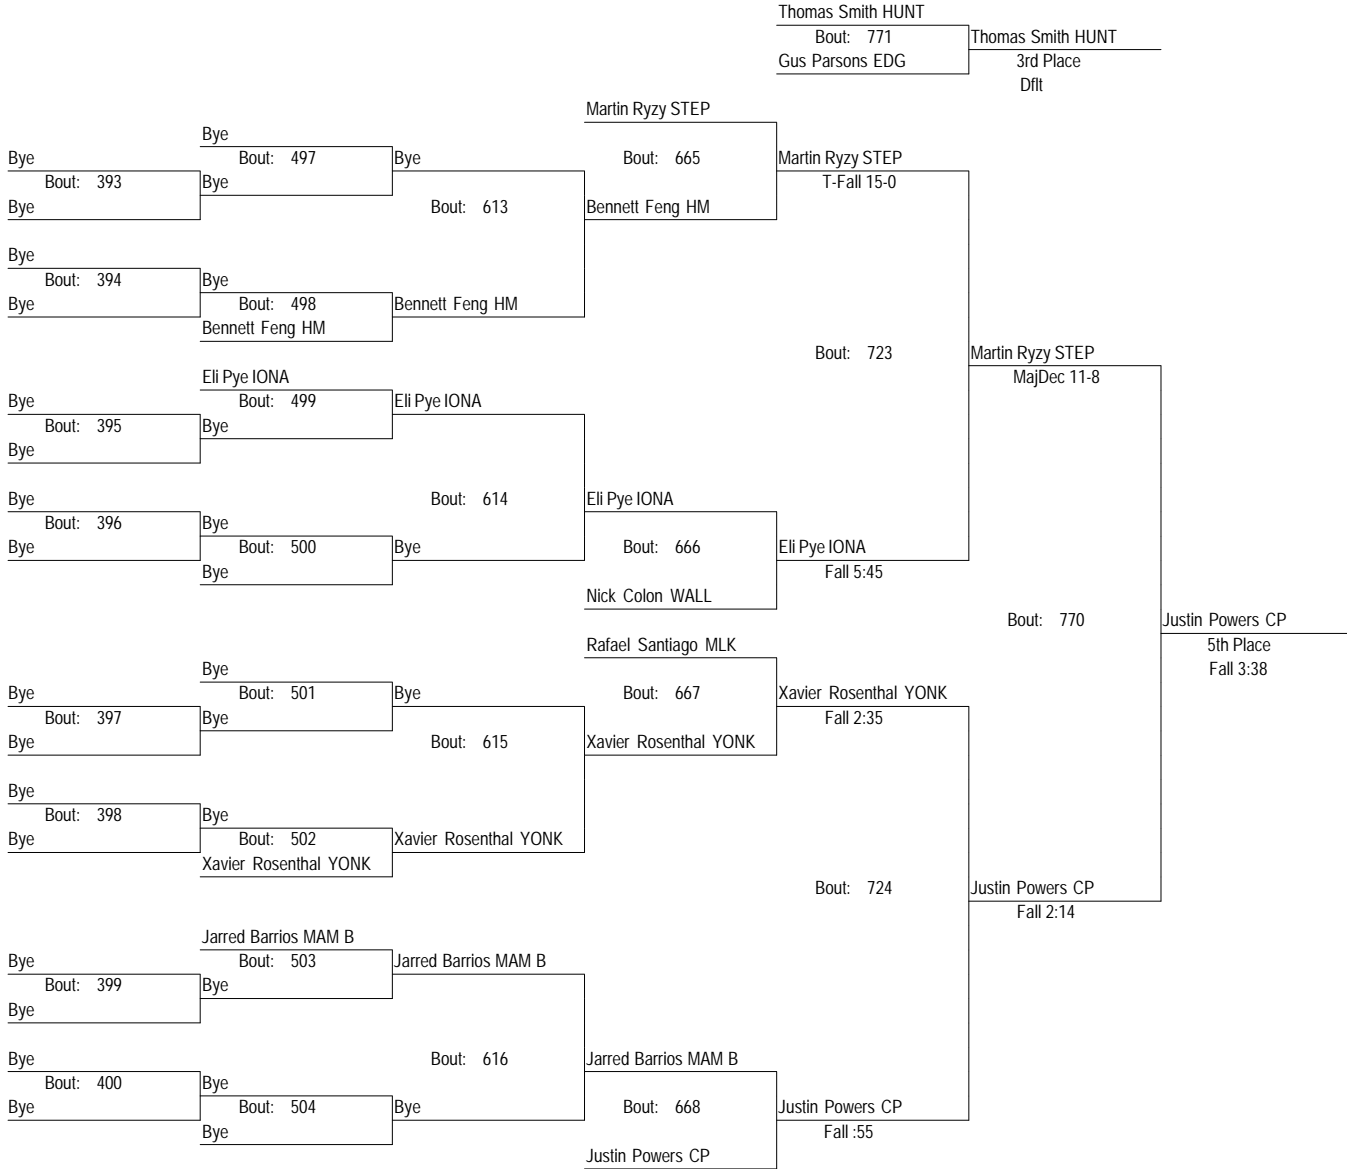 Thomas Smith HUNT
Bout: 771
Thomas Smith HUNT
Gus Parsons EDG
3rd Place
Dflt
Martin Ryzy STEP
Bye
Bye
Bout: 497
Bye
Bout: 665
Martin Ryzy STEP
Bout: 393
Bye
T-Fall 15-0
Bye
Bout: 613
Bennett Feng HM
Bye
Bout: 394
Bye
Bye
Bout: 498
Bennett Feng HM
Bennett Feng HM
Bout: 723
Martin Ryzy STEP
Eli Pye IONA
MajDec 11-8
Bye
Bout: 499
Eli Pye IONA
Bout: 395
Bye
Bye
Bye
Bout: 614
Eli Pye IONA
Bout: 396
Bye
Bye
Bout: 500
Bye
Bout: 666
Eli Pye IONA
Bye
Fall 5:45
Nick Colon WALL
Bout: 770
Justin Powers CP
Rafael Santiago MLK
5th Place
Bye
Fall 3:38
Bye
Bout: 501
Bye
Bout: 667
Xavier Rosenthal YONK
Bout: 397
Bye
Fall 2:35
Bye
Bout: 615
Xavier Rosenthal YONK
Bye
Bout: 398
Bye
Bye
Bout: 502
Xavier Rosenthal YONK
Xavier Rosenthal YONK
Bout: 724
Justin Powers CP
Fall 2:14
Jarred Barrios MAM B
Bye
Bout: 503
Jarred Barrios MAM B
Bout: 399
Bye
Bye
Bye
Bout: 616
Jarred Barrios MAM B
Bout: 400
Bye
Bye
Bout: 504
Bye
Bout: 668
Justin Powers CP
Bye
Fall :55
Justin Powers CP